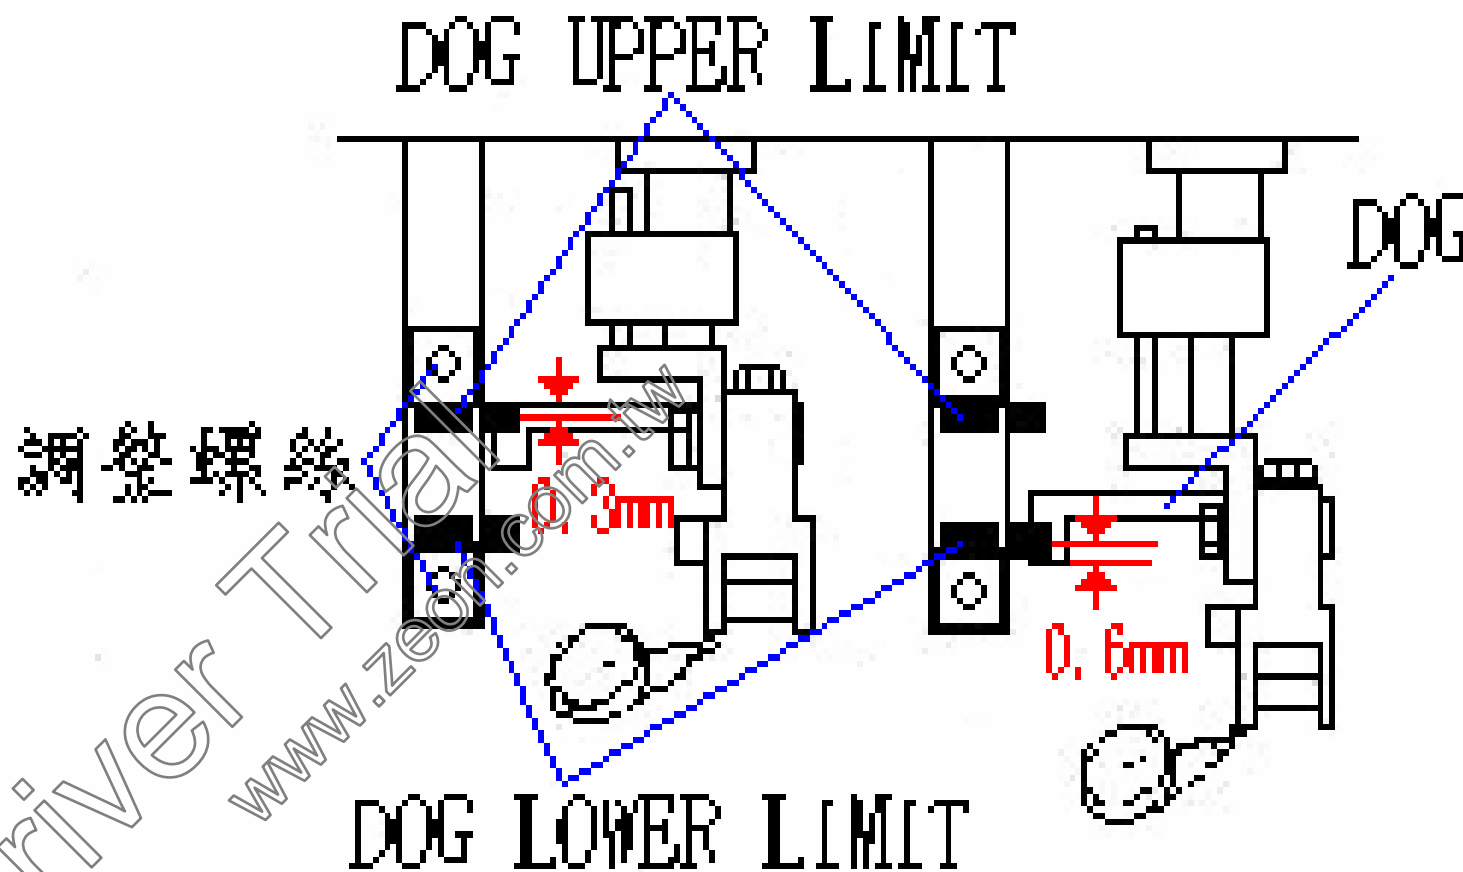 DOG UPPER LIMIT
DOG
調整螺絲
0.3mm
0.6mm
DOG LOWER LIMIT
river Trial
www.zeon.com.tw